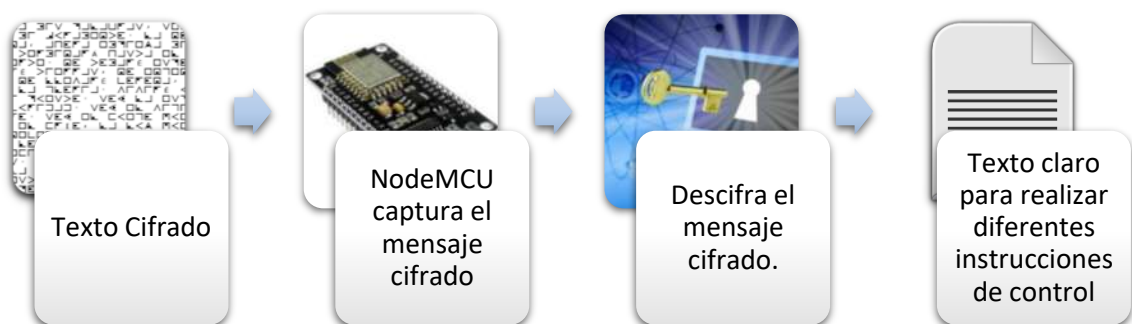 Texto Cifrado
NodeMCU
captura el
mensaje
cifrado
Descifra el
mensaje
cifrado.
Texto claro
para realizar
diferentes
instrucciones
de control